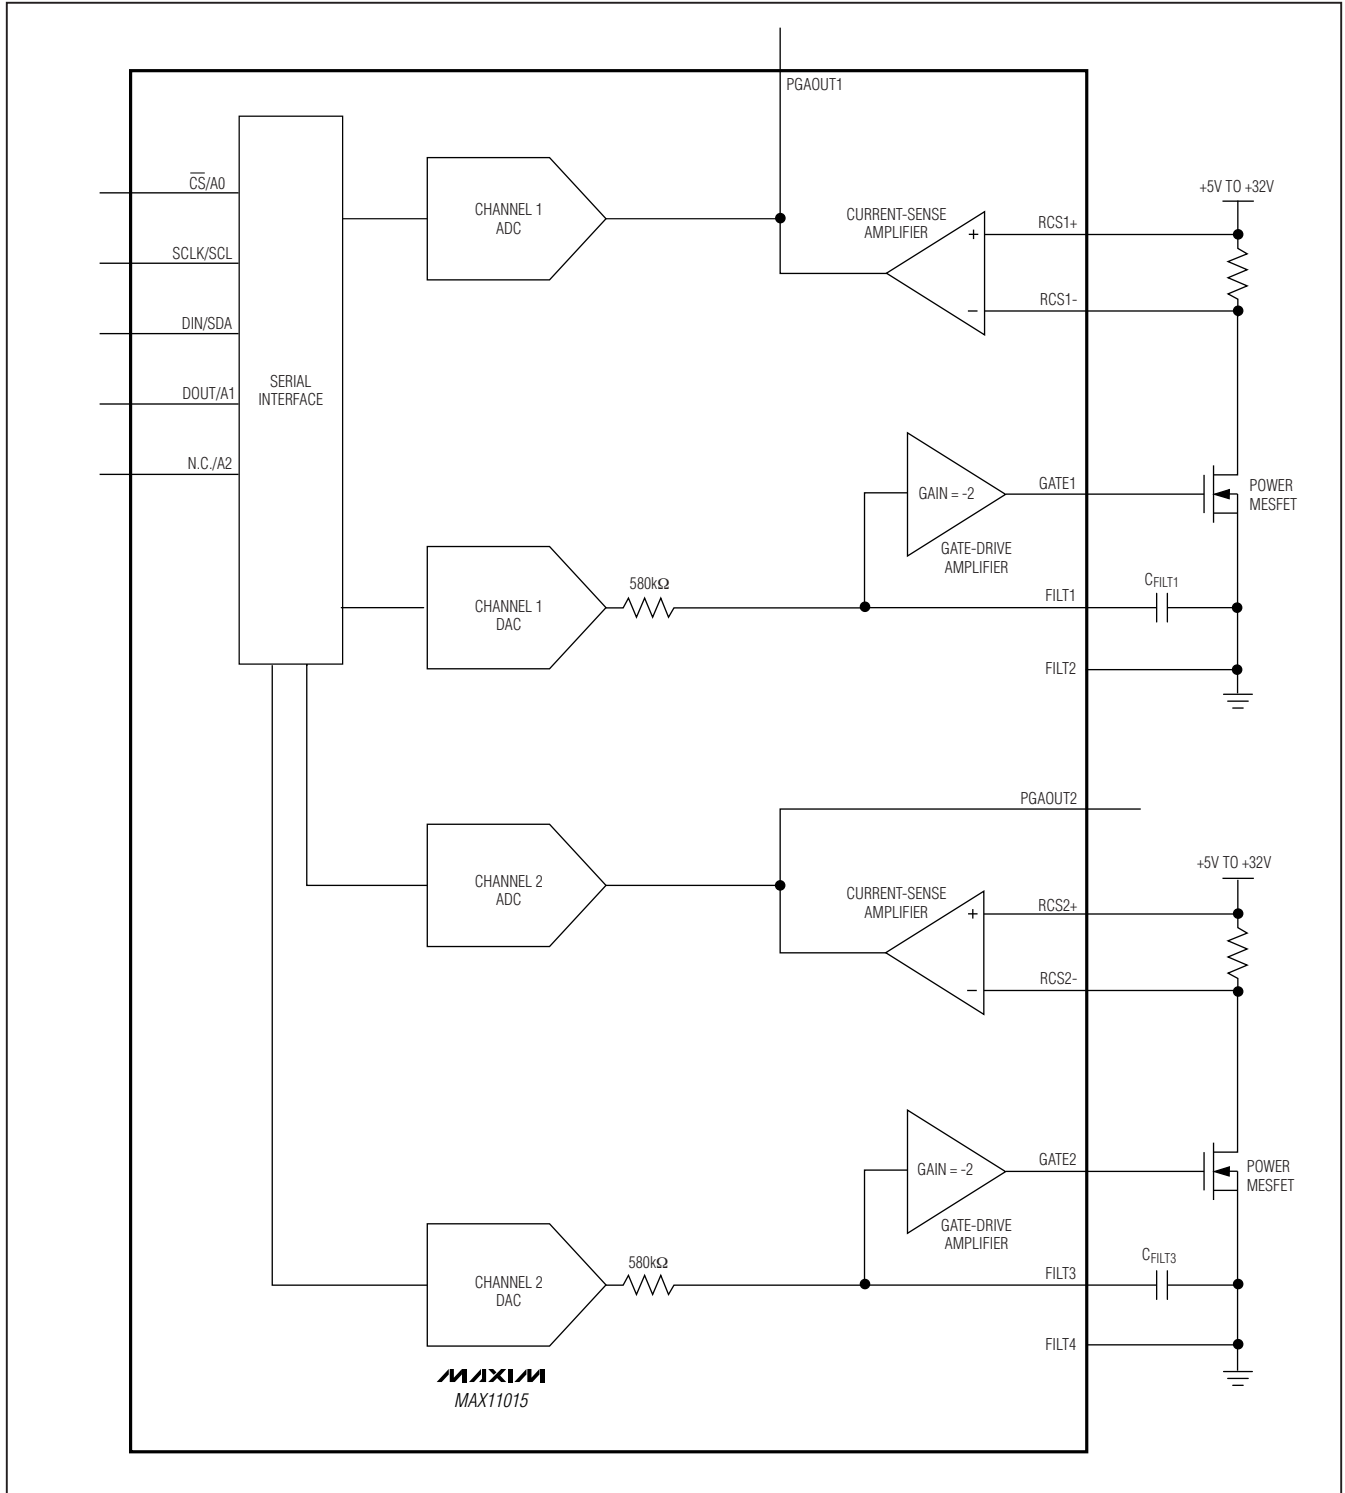 PGAOUT1
C̅S̅/A0
SCLK/SCL
DIN/SDA
DOUT/A1
N.C./A2
SERIAL
INTERFACE
CHANNEL 1
ADC
CURRENT-SENSE
AMPLIFIER
+
−
RCS1+
RCS1-
+5V TO +32V
GAIN = -2
GATE1
POWER
MESFET
GATE-DRIVE
AMPLIFIER
CHANNEL 1
DAC
580kΩ
FILT1
CFILT1
FILT2
PGAOUT2
CHANNEL 2
ADC
CURRENT-SENSE
AMPLIFIER
+
−
RCS2+
RCS2-
+5V TO +32V
GAIN = -2
GATE2
POWER
MESFET
GATE-DRIVE
AMPLIFIER
CHANNEL 2
DAC
580kΩ
FILT3
CFILT3
FILT4
MAXIM
MAX11015